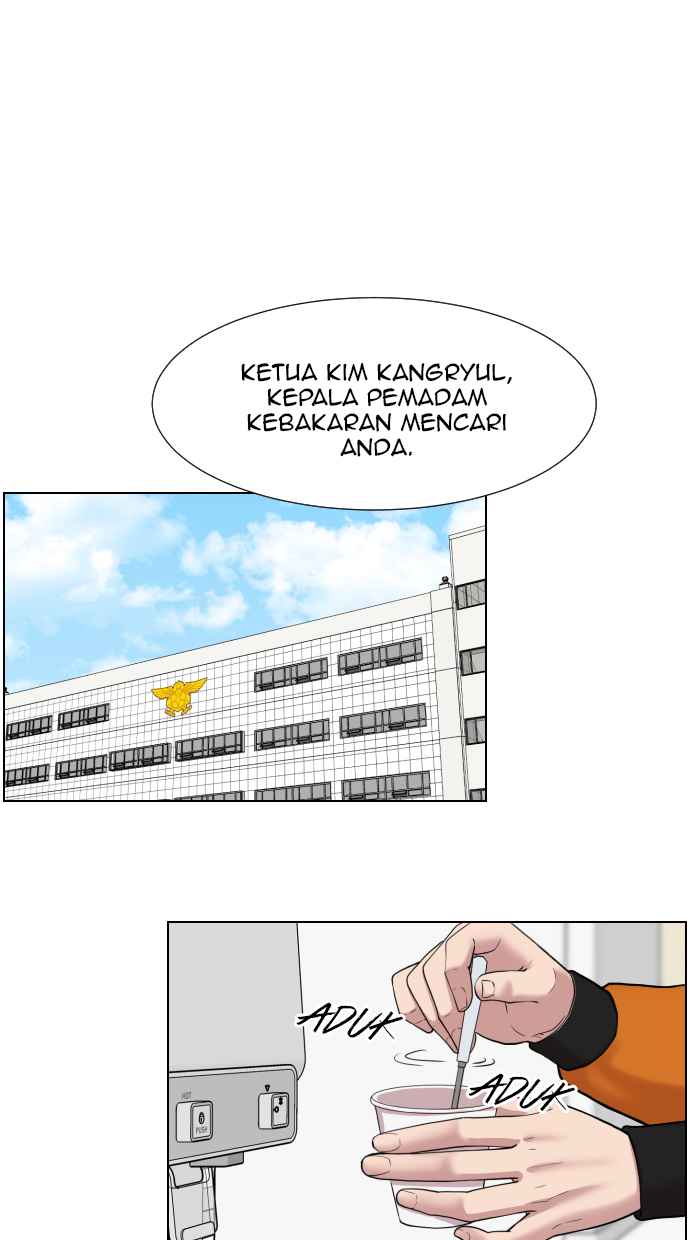 KETUA KIM KANGRYUL,
KEPALA PEMADAM
KEBAKARAN MENCARI
ANDA.
ADUK
ADUK
HOT
PUSH